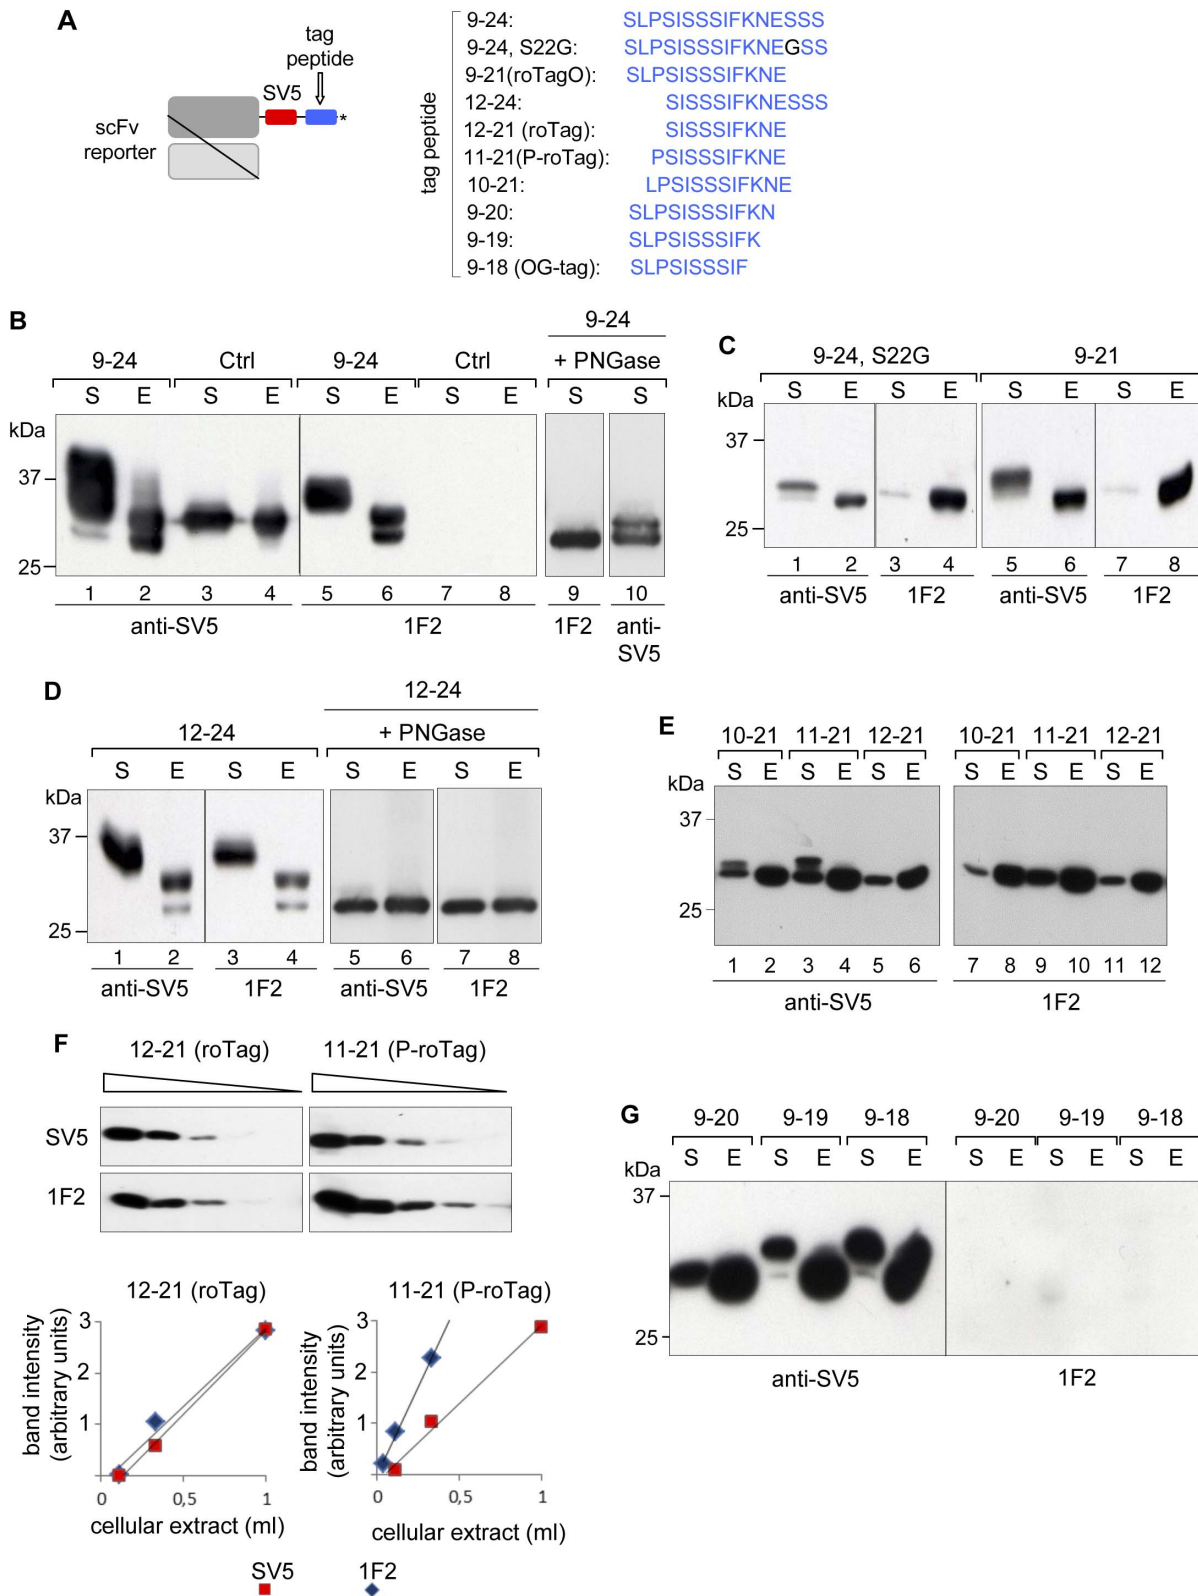 A
tag
peptide
SV5
*
scFv
reporter
tag peptide
9-24: SLPSISSSIFKNESSS
9-24, S22G: SLPSISSSIFKNEGSS
9-21(roTagO): SLPSISSSIFKNE
12-24: SISSSIFKNESSS
12-21 (roTag): SISSSIFKNE
11-21(P-roTag): PSISSSIFKNE
10-21: LPSISSSIFKNE
9-20: SLPSISSSIFKN
9-19: SLPSISSSIFK
9-18 (OG-tag): SLPSISSSIF
B
9-24
9-24 Ctrl 9-24 Ctrl + PNGase
S E S E S E S E S S
kDa
37
25
1 2 3 4 5 6 7 8 9 10
anti-SV5 1F2 1F2 anti-
SV5
C
9-24, S22G 9-21
S E S E S E S E
kDa
37
25
1 2 3 4 5 6 7 8
anti-SV5 1F2 anti-SV5 1F2
D
12-24
12-24 + PNGase
S E S E S E S E
kDa
37
25
1 2 3 4 5 6 7 8
anti-SV5 1F2 anti-SV5 1F2
E
10-21 11-21 12-21 10-21 11-21 12-21
S E S E S E S E S E S E
kDa
37
25
1 2 3 4 5 6 7 8 9 10 11 12
anti-SV5 1F2
F
12-21 (roTag) 11-21 (P-roTag)
SV5
1F2
12-21 (roTag)
band intensity
(arbitrary units)
3
2
1
0 0,5 1
cellular extract (ml)
11-21 (P-roTag)
band intensity
(arbitrary units)
3
2
1
0 0,5 1
cellular extract (ml)
SV5 1F2
G
9-20 9-19 9-18 9-20 9-19 9-18
S E S E S E S E S E S E
kDa
37
25
anti-SV5 1F2